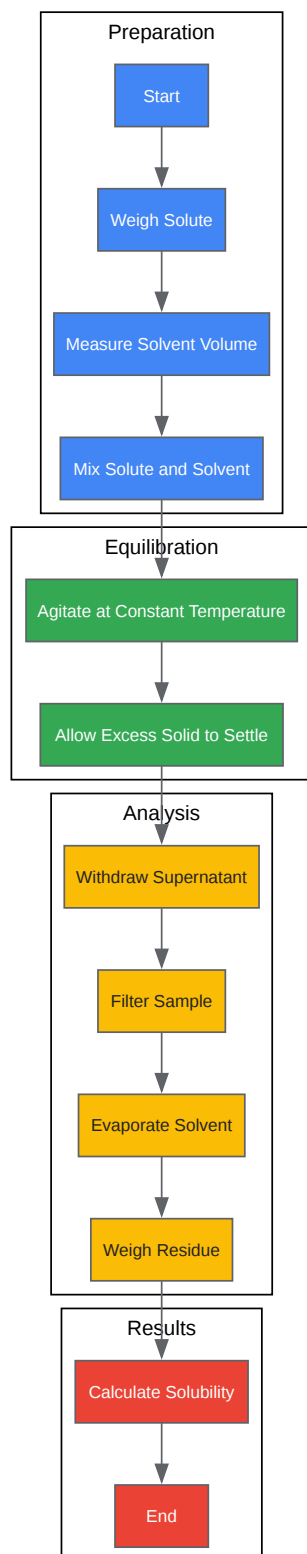 Preparation
Start
Weigh Solute
Measure Solvent Volume
Mix Solute and Solvent
Equilibration
Agitate at Constant Temperature
Allow Excess Solid to Settle
Analysis
Withdraw Supernatant
Filter Sample
Evaporate Solvent
Weigh Residue
Results
Calculate Solubility
End